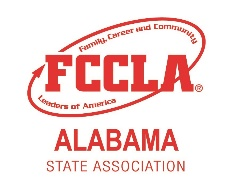 Family, Career and Community
FCCLA®
Leaders of America
ALABAMA
STATE ASSOCIATION